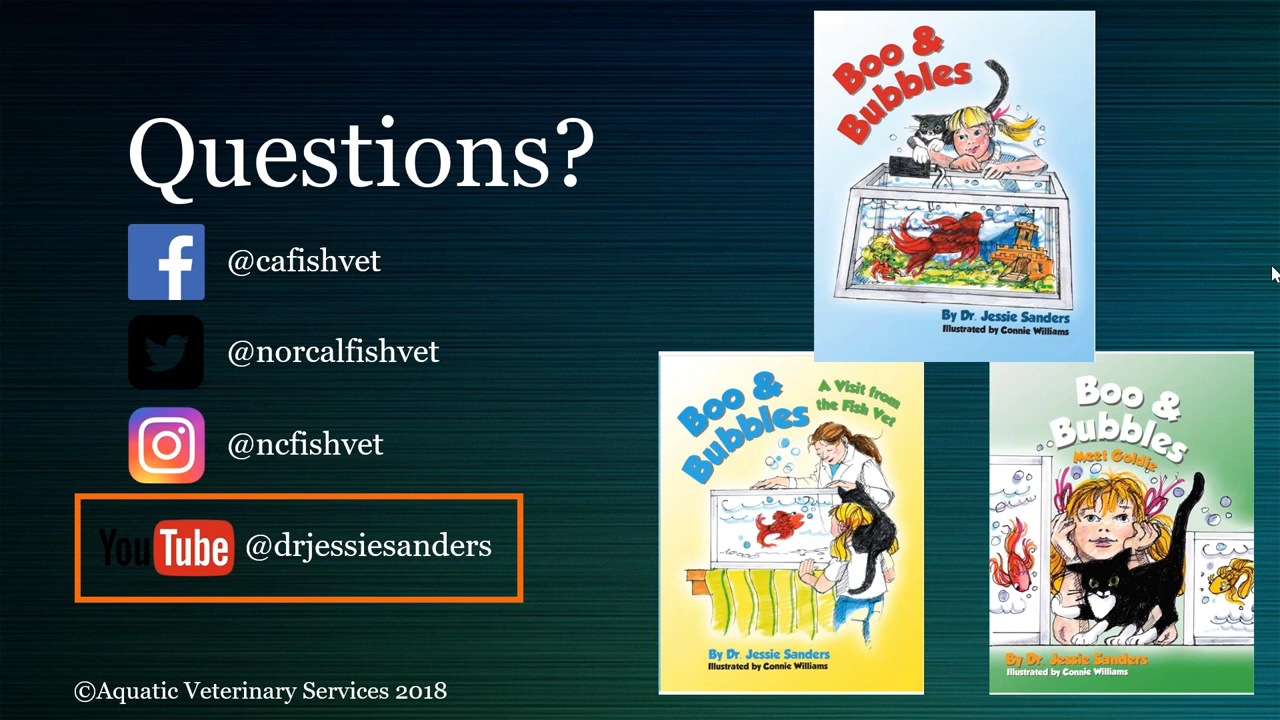 Questions?
@cafishvet
@norcalfishvet
@ncfishvet
YouTube @drjessiesanders
©Aquatic Veterinary Services 2018
Boo &
Bubbles
By Dr. Jessie Sanders
Illustrated by Connie Williams
Boo &
Bubbles
A Visit from
the Fish Vet
By Dr. Jessie Sanders
Illustrated by Connie Williams
Boo &
Bubbles
Meet Goldie
By Dr. Jessie Sanders
Illustrated by Connie Williams